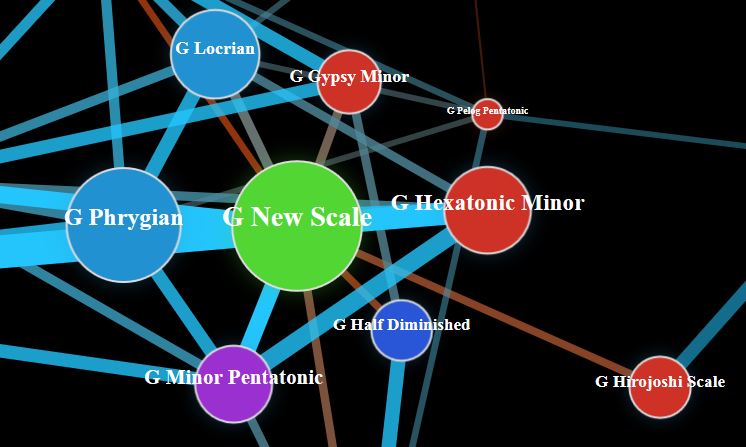 G Locrian
G Gypsy Minor
G Pelog Pentatonic
G Phrygian
G New Scale
G Hexatonic Minor
G Half Diminished
G Minor Pentatonic
G Hirojoshi Scale